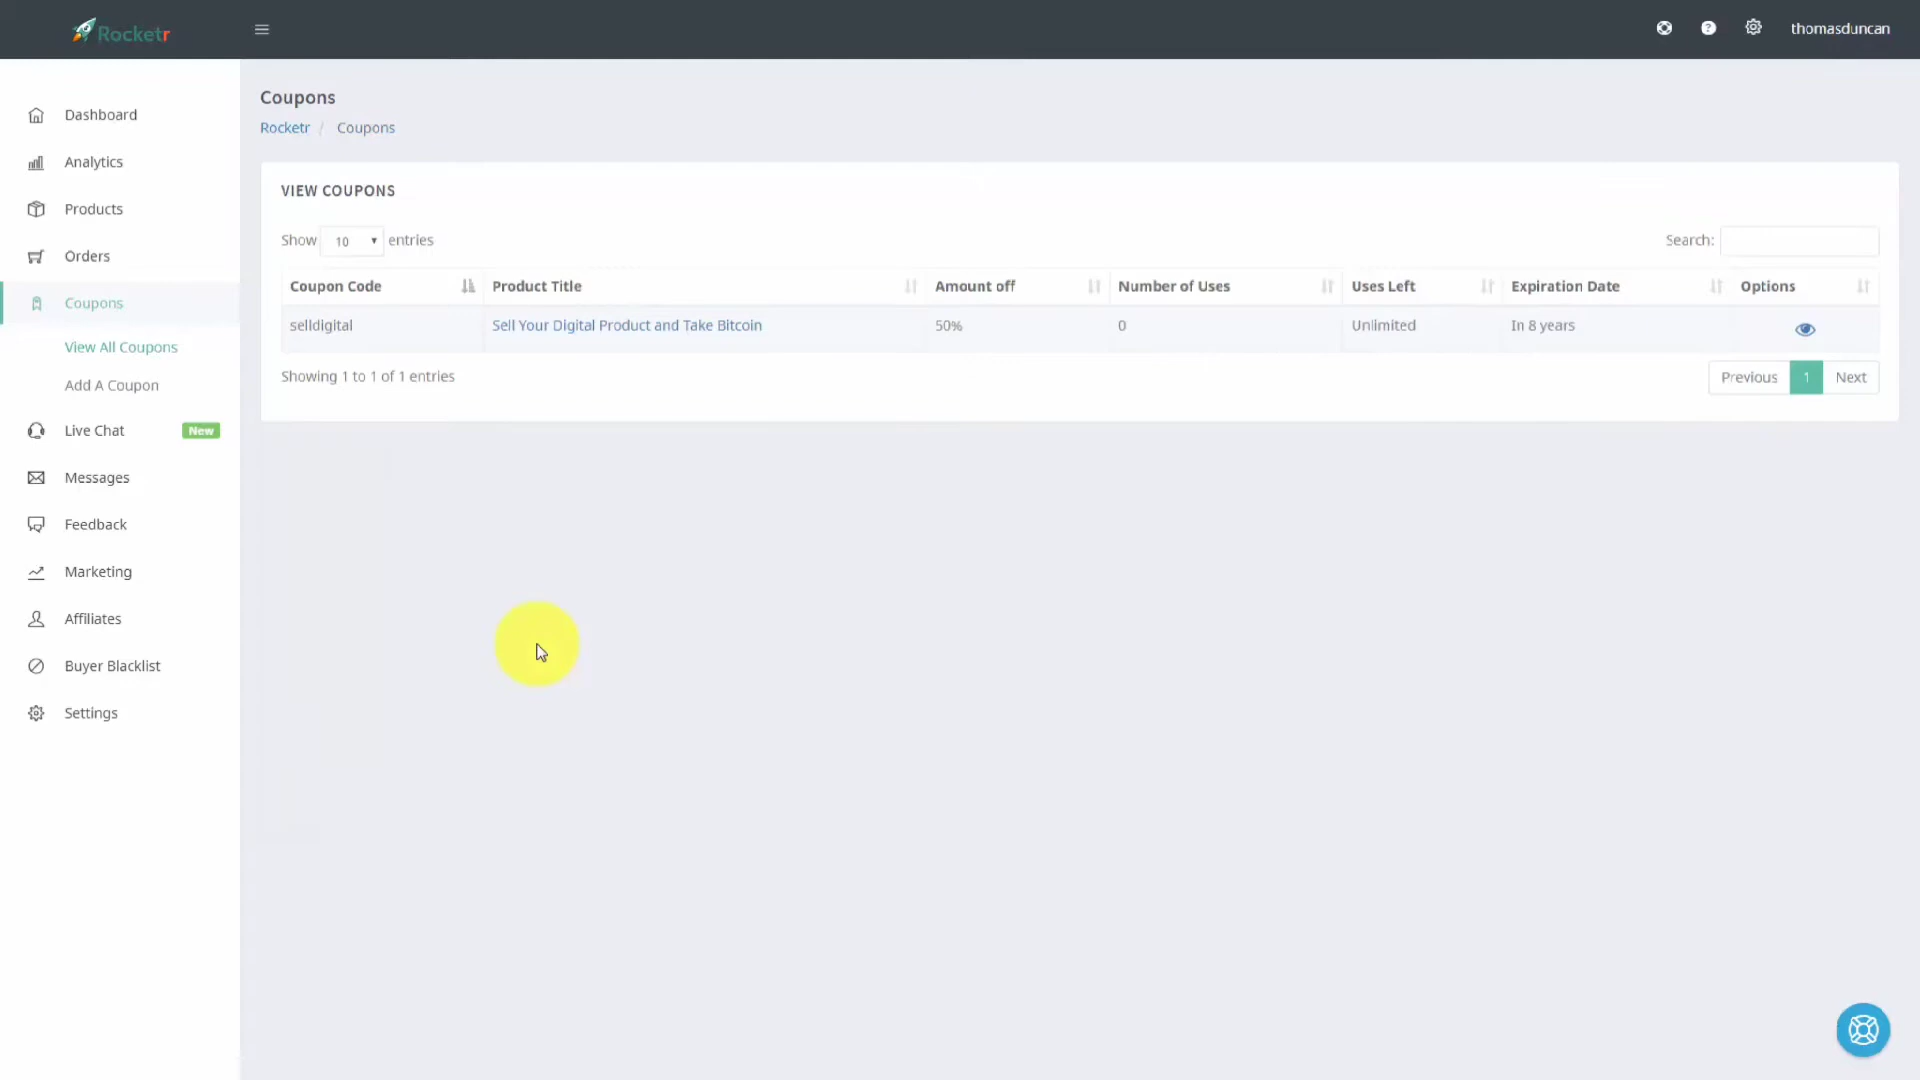 Rocketr
thomasduncan
Dashboard
Analytics
Products
Orders
Coupons
View All Coupons
Add A Coupon
Live Chat New
Messages
Feedback
Marketing
Affiliates
Buyer Blacklist
Settings
Coupons
Rocketr / Coupons
VIEW COUPONS
Show 10 entries
Search:
Coupon Code Product Title Amount off Number of Uses Uses Left Expiration Date Options
selldigital Sell Your Digital Product and Take Bitcoin 50% 0 Unlimited In 8 years
Showing 1 to 1 of 1 entries
Previous 1 Next